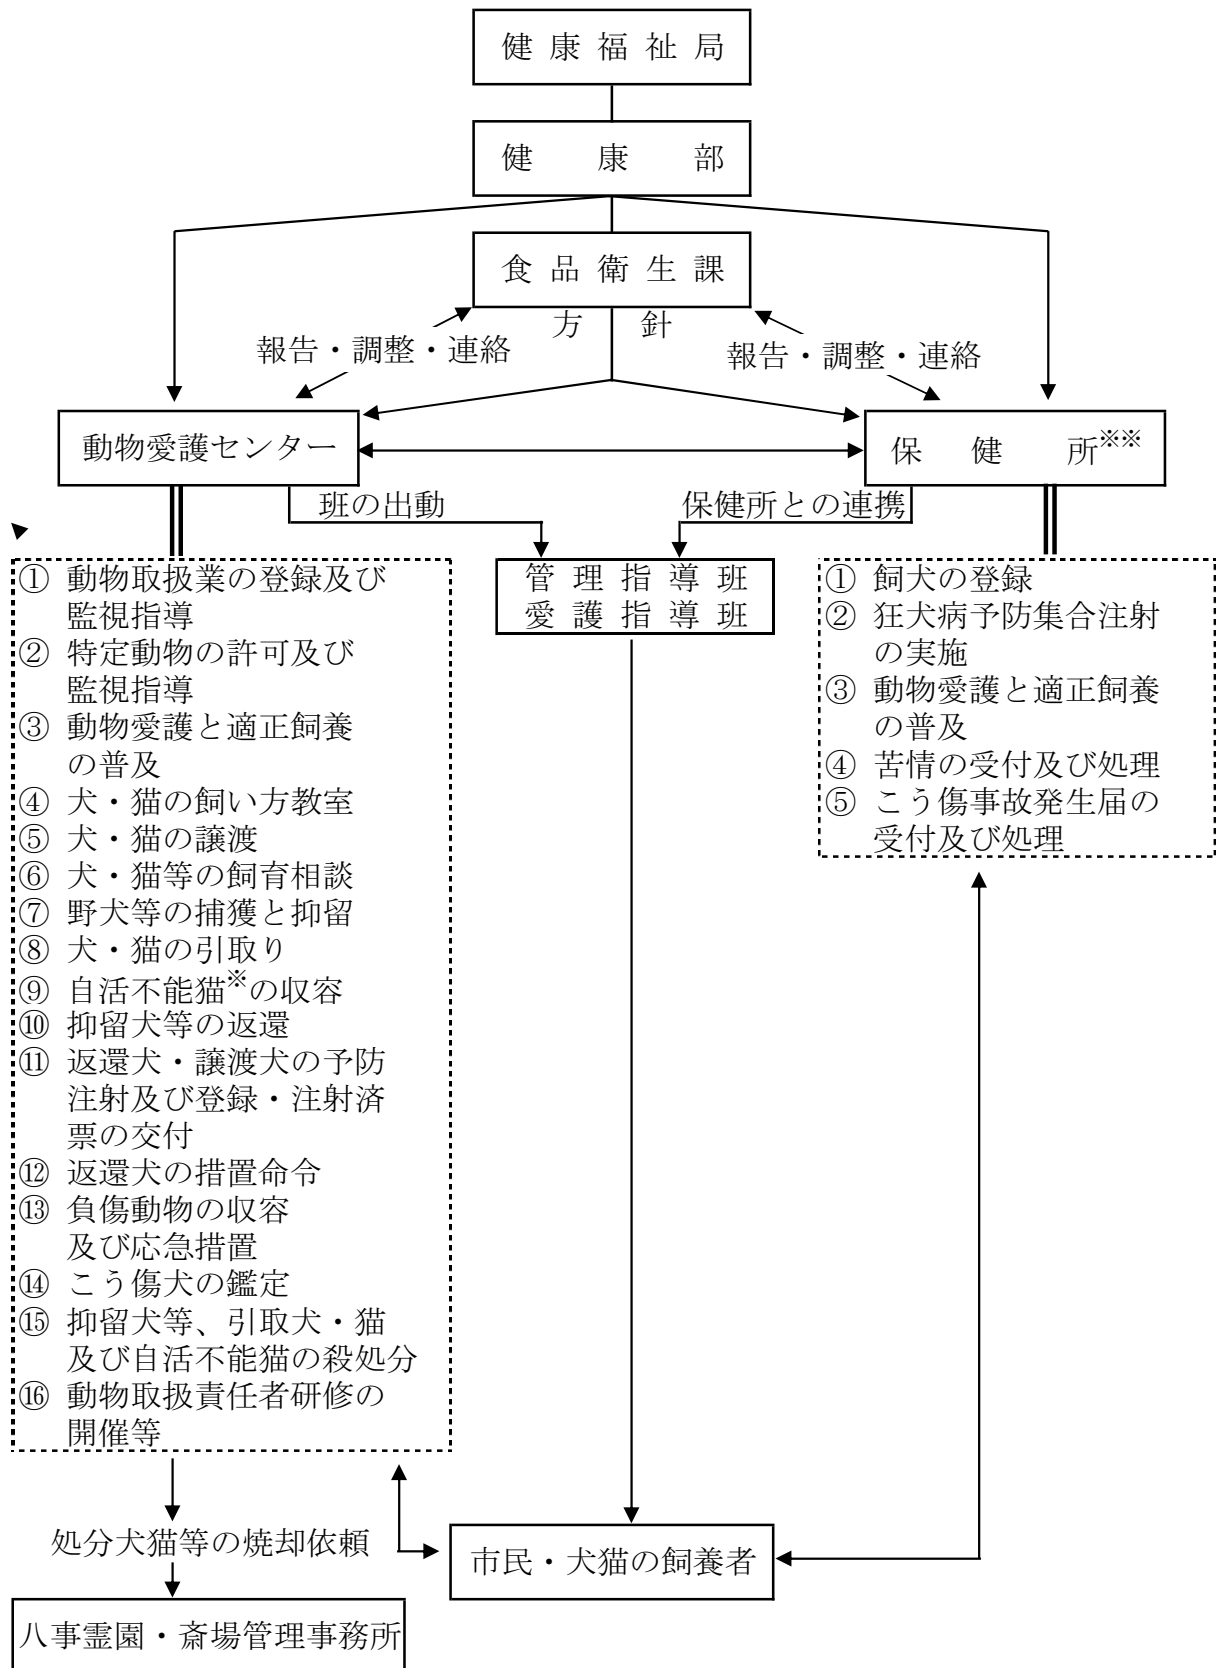 健康福祉局
健康部
食品衛生課
方針
報告・調整・連絡
報告・調整・連絡
動物愛護センター
保健所※※
班の出動
保健所との連携
管理指導班
愛護指導班
① 動物取扱業の登録及び
監視指導
② 特定動物の許可及び
監視指導
③ 動物愛護と適正飼養
の普及
④ 犬・猫の飼い方教室
⑤ 犬・猫の譲渡
⑥ 犬・猫等の飼育相談
⑦ 野犬等の捕獲と抑留
⑧ 犬・猫の引取り
⑨ 自活不能猫※の収容
⑩ 抑留犬等の返還
⑪ 返還犬・譲渡犬の予防
注射及び登録・注射済
票の交付
⑫ 返還犬の措置命令
⑬ 負傷動物の収容
及び応急措置
⑭ こう傷犬の鑑定
⑮ 抑留犬等、引取犬・猫
及び自活不能猫の殺処分
⑯ 動物取扱責任者研修の
開催等
① 飼犬の登録
② 狂犬病予防集合注射
の実施
③ 動物愛護と適正飼養
の普及
④ 苦情の受付及び処理
⑤ こう傷事故発生届の
受付及び処理
処分犬猫等の焼却依頼
市民・犬猫の飼養者
八事霊園・斎場管理事務所